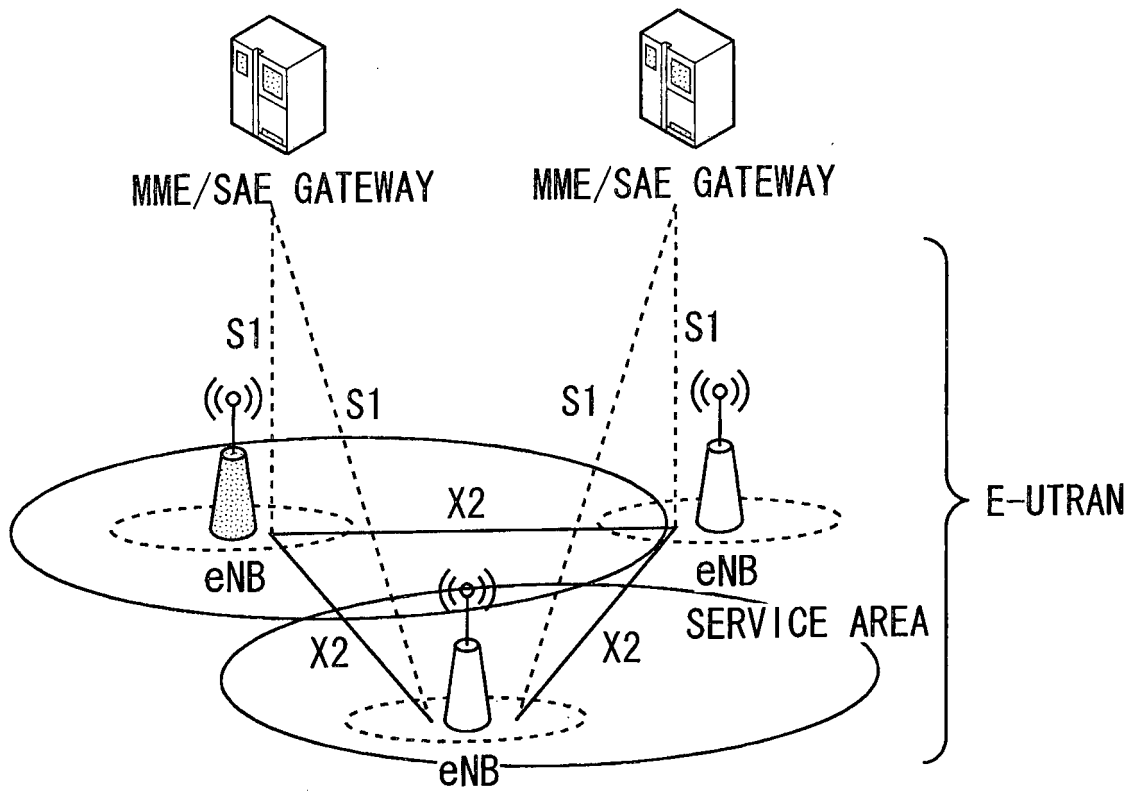 MME/SAE GATEWAY
MME/SAE GATEWAY
S1
S1
S1
S1
X2
E-UTRAN
eNB
eNB
SERVICE AREA
X2
X2
eNB